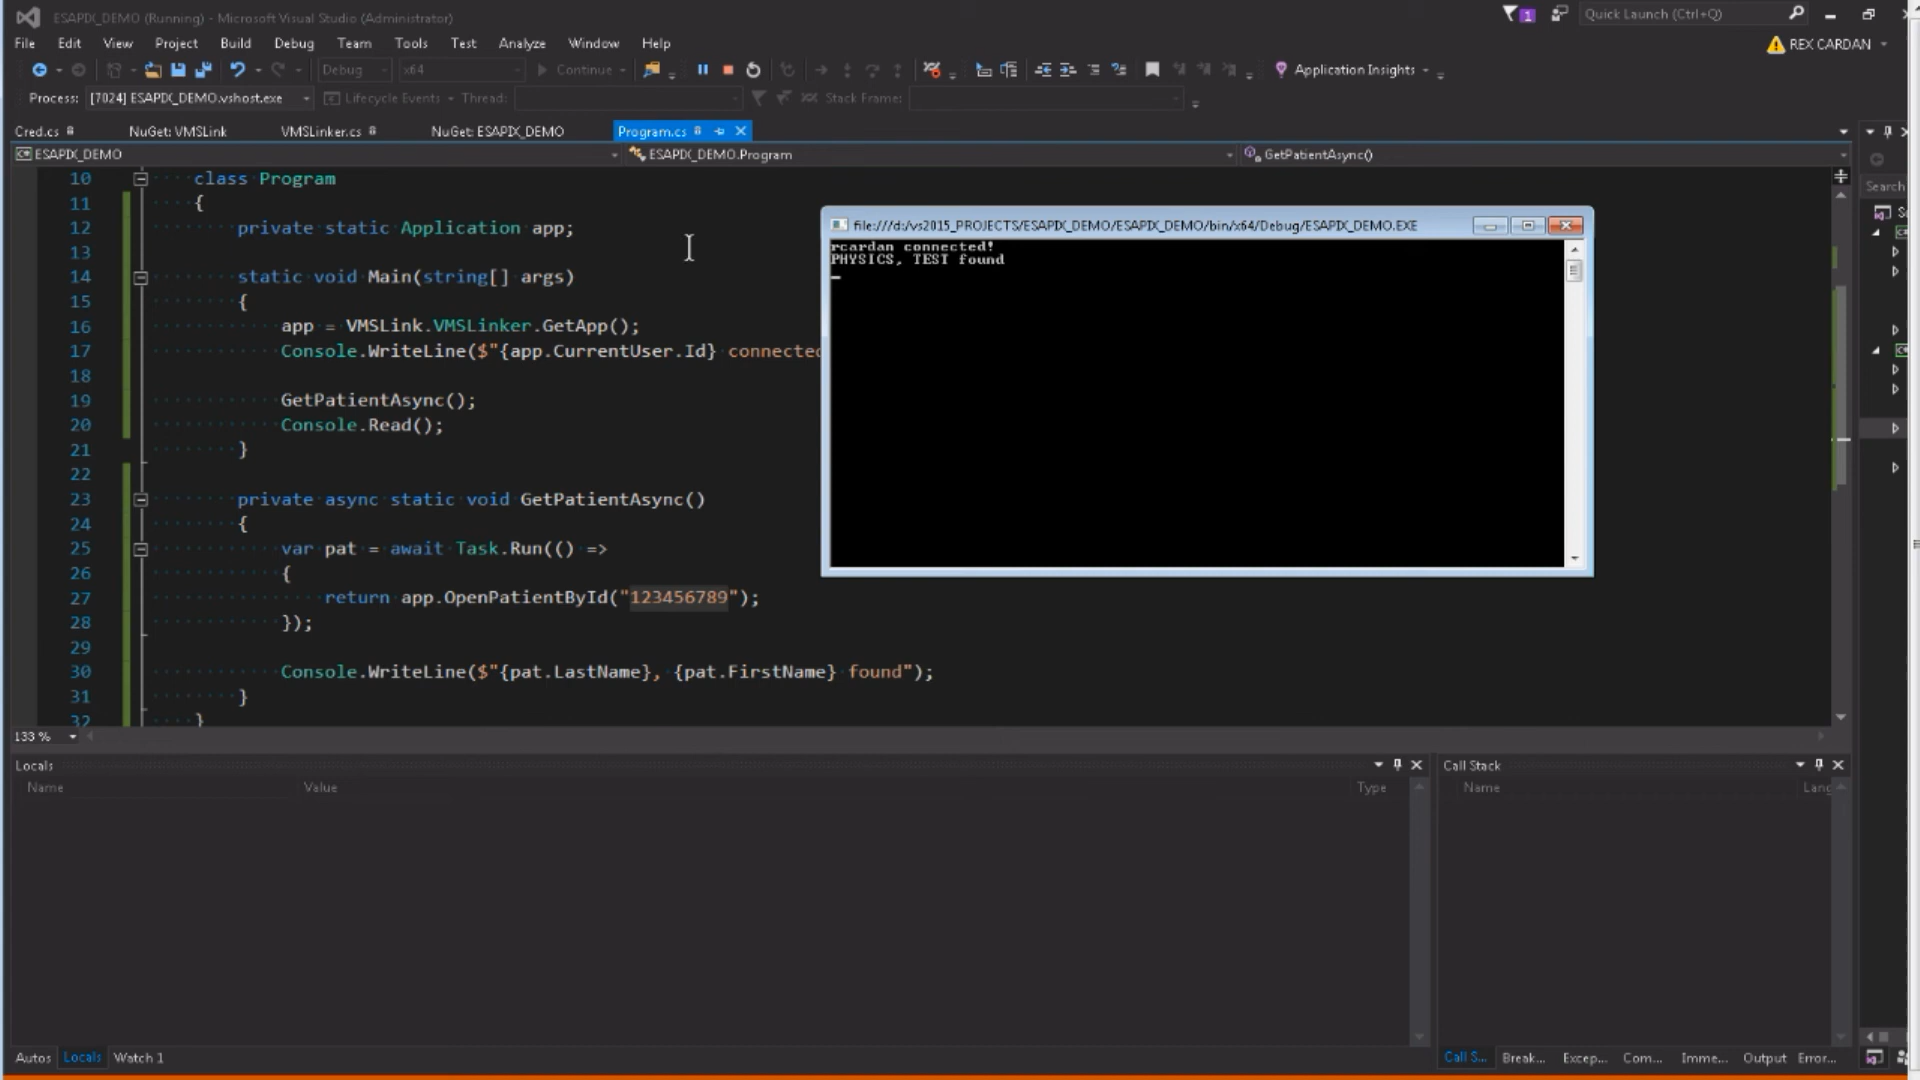 ESAPIX_DEMO (Running) - Microsoft Visual Studio (Administrator)
1
Quick Launch (Ctrl+Q)
File Edit View Project Build Debug Team Tools Test Analyze Window Help
REX CARDAN
Debug x64 Continue Application Insights
Process: [7024] ESAPIX_DEMO.vshost.exe Lifecycle Events Thread: Stack Frame:
Cred.cs NuGet: VMSLink VMSLinker.cs NuGet: ESAPIX_DEMO Program.cs
ESAPIX_DEMO ESAPIX_DEMO.Program GetPatientAsync()
Search
10 class Program
11 {
12 private static Application app;
13
14 static void Main(string[] args)
15 {
16 app = VMSLink.VMSLinker.GetApp();
17 Console.WriteLine($"{app.CurrentUser.Id} connected
18
19 GetPatientAsync();
20 Console.Read();
21 }
22
23 private async static void GetPatientAsync()
24 {
25 var pat = await Task.Run(() =>
26 {
27 return app.OpenPatientById("123456789");
28 });
29
30 Console.WriteLine($"{pat.LastName}, {pat.FirstName} found");
31 }
32 }
file:///d:/vs2015_PROJECTS/ESAPIX_DEMO/ESAPIX_DEMO/bin/x64/Debug/ESAPIX_DEMO.EXE
rcardan connected!
PHYSICS, TEST found
133 %
Locals
Name Value Type
Call Stack
Name Lang
Autos Locals Watch 1
Call S... Break... Excep... Com... Imme... Output Error...